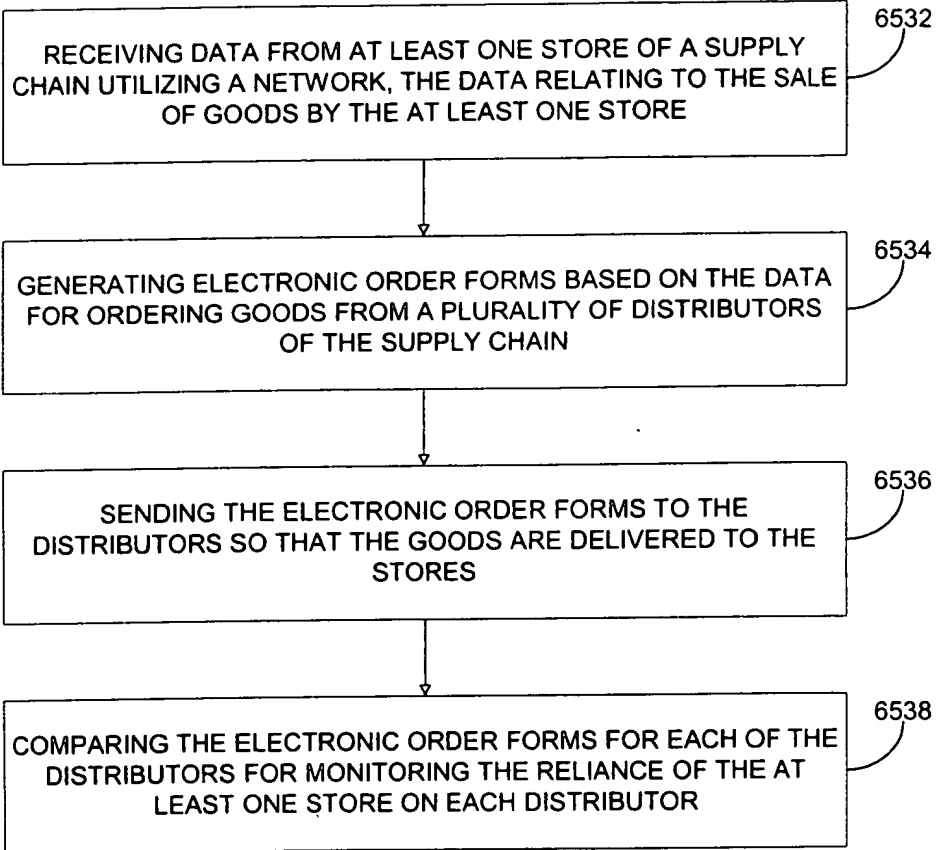 6532
RECEIVING DATA FROM AT LEAST ONE STORE OF A SUPPLY
CHAIN UTILIZING A NETWORK, THE DATA RELATING TO THE SALE
OF GOODS BY THE AT LEAST ONE STORE
6534
GENERATING ELECTRONIC ORDER FORMS BASED ON THE DATA
FOR ORDERING GOODS FROM A PLURALITY OF DISTRIBUTORS
OF THE SUPPLY CHAIN
6536
SENDING THE ELECTRONIC ORDER FORMS TO THE
DISTRIBUTORS SO THAT THE GOODS ARE DELIVERED TO THE
STORES
6538
COMPARING THE ELECTRONIC ORDER FORMS FOR EACH OF THE
DISTRIBUTORS FOR MONITORING THE RELIANCE OF THE AT
LEAST ONE STORE ON EACH DISTRIBUTOR